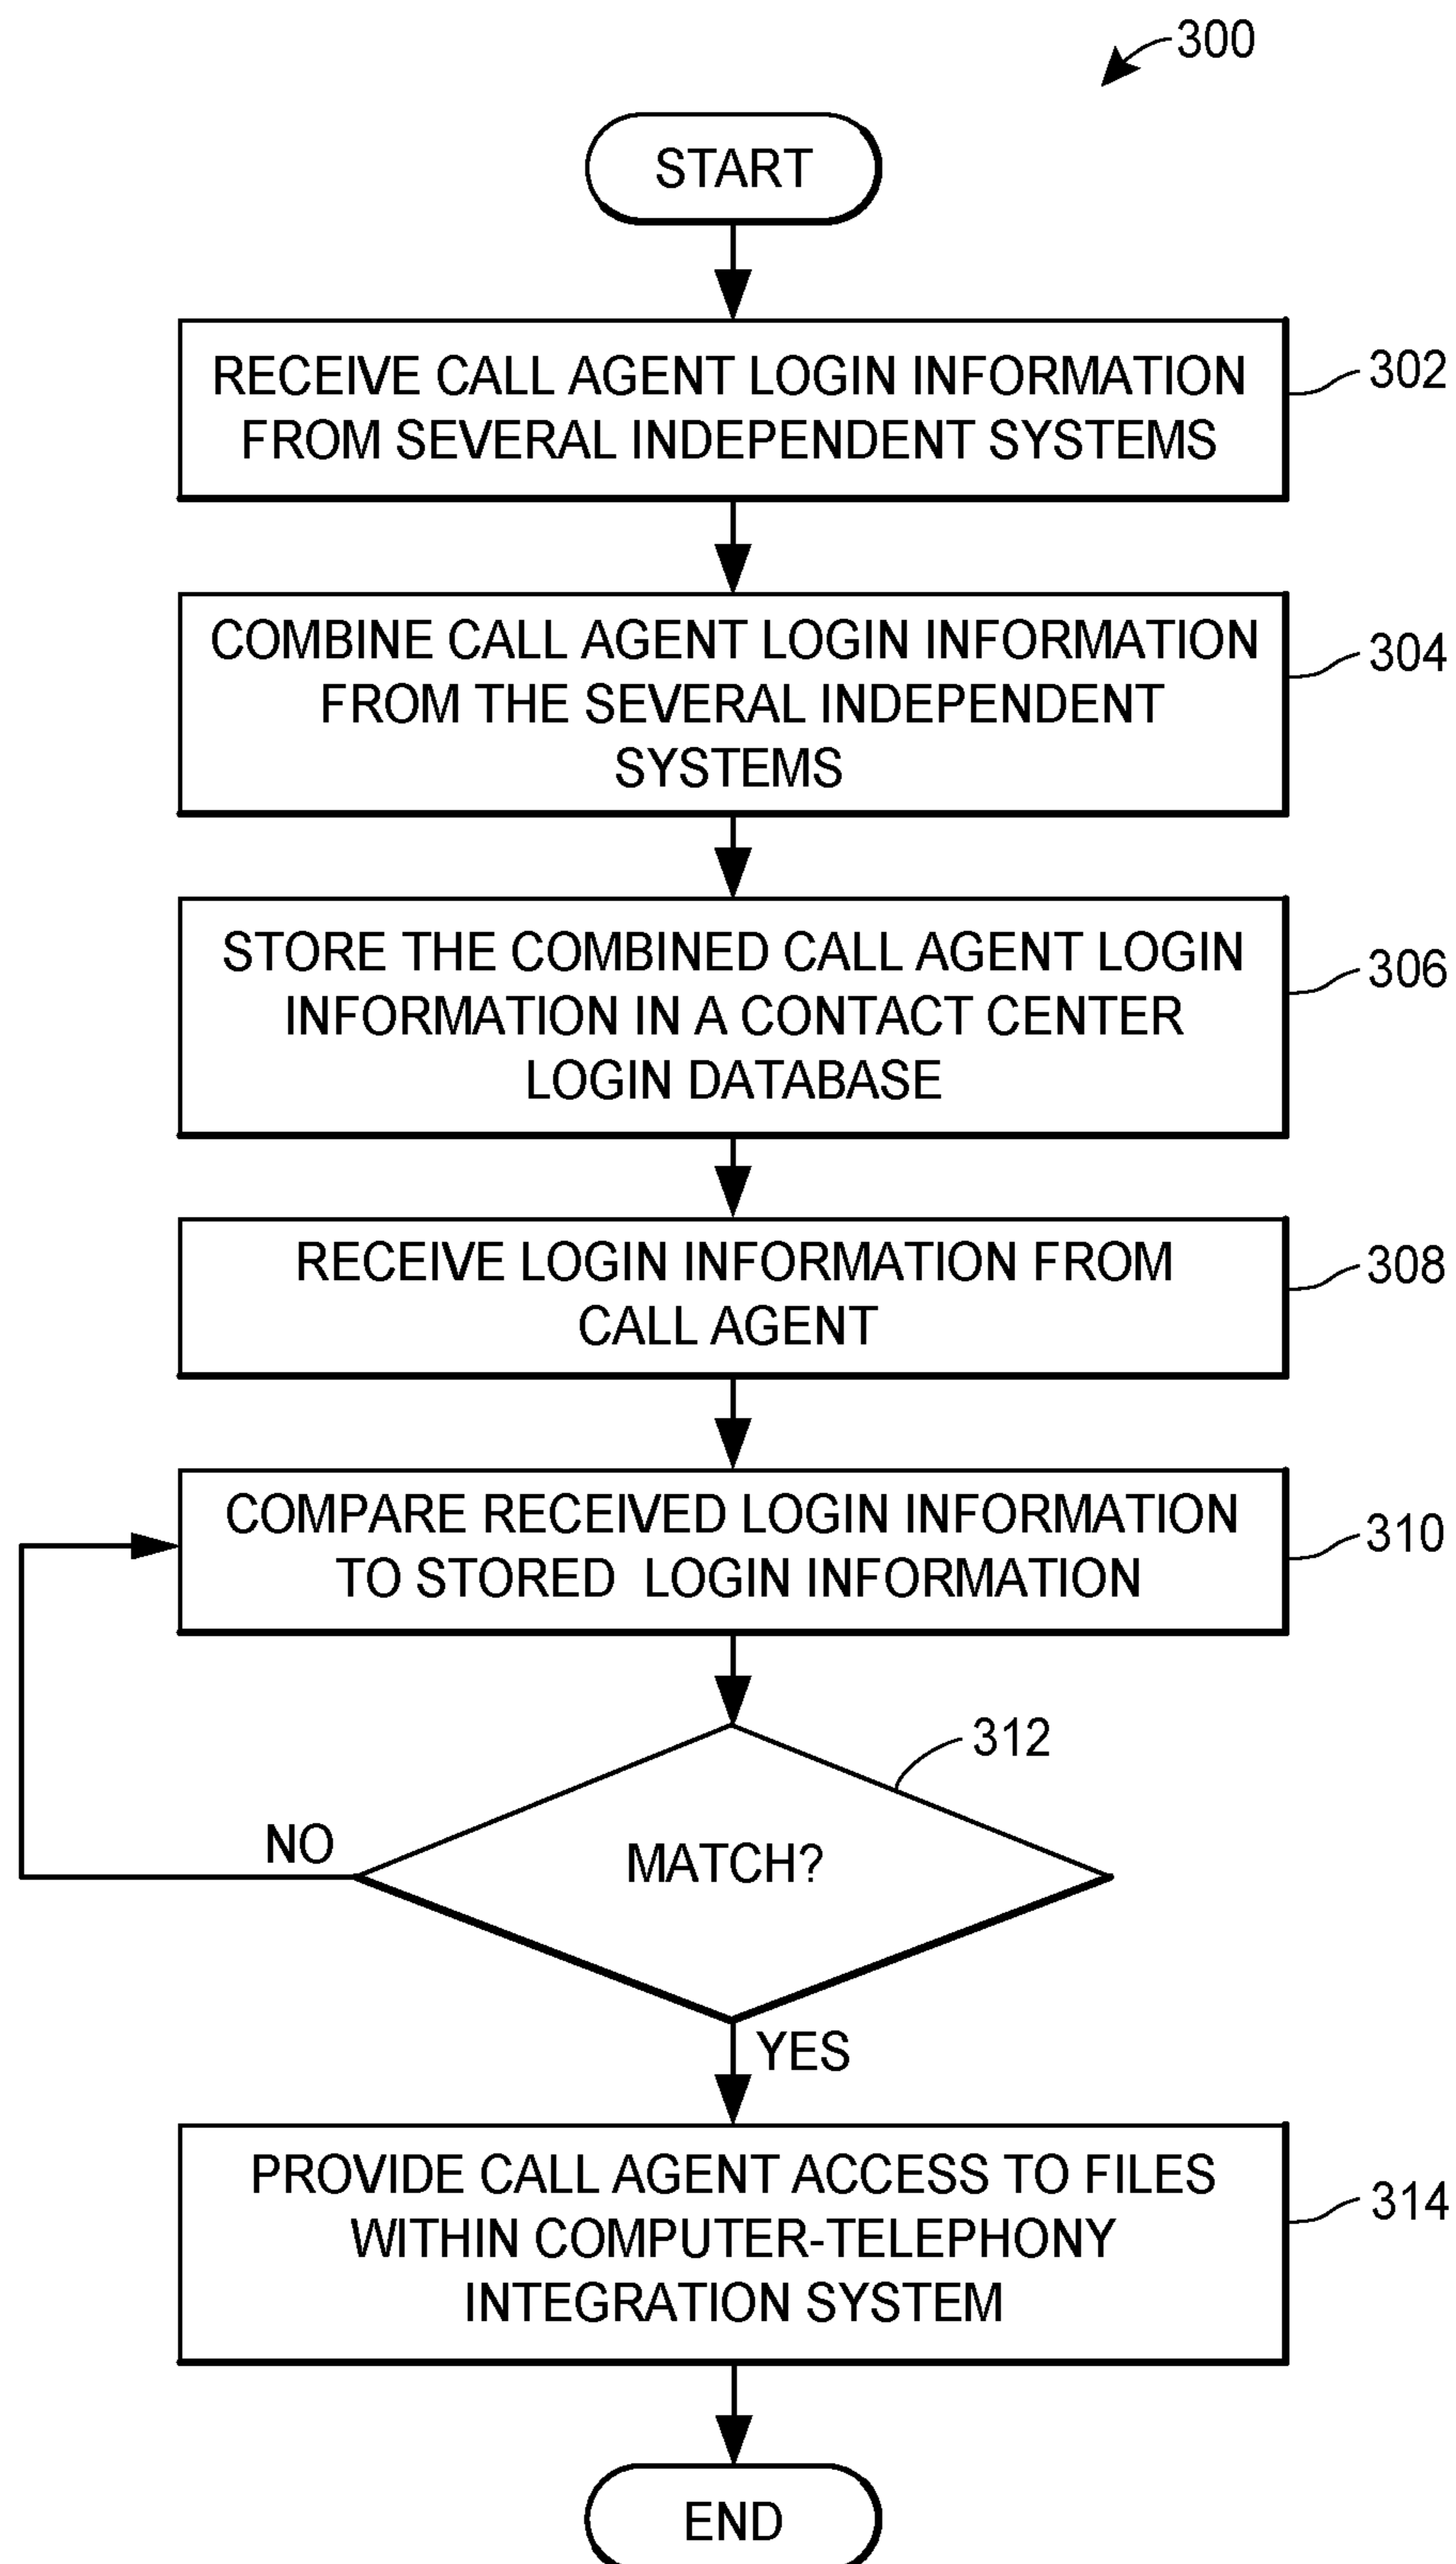 300
START
RECEIVE CALL AGENT LOGIN INFORMATION
FROM SEVERAL INDEPENDENT SYSTEMS
302
COMBINE CALL AGENT LOGIN INFORMATION
FROM THE SEVERAL INDEPENDENT
SYSTEMS
304
STORE THE COMBINED CALL AGENT LOGIN
INFORMATION IN A CONTACT CENTER
LOGIN DATABASE
306
RECEIVE LOGIN INFORMATION FROM
CALL AGENT
308
COMPARE RECEIVED LOGIN INFORMATION
TO STORED LOGIN INFORMATION
310
312
MATCH?
NO
YES
PROVIDE CALL AGENT ACCESS TO FILES
WITHIN COMPUTER-TELEPHONY
INTEGRATION SYSTEM
314
END